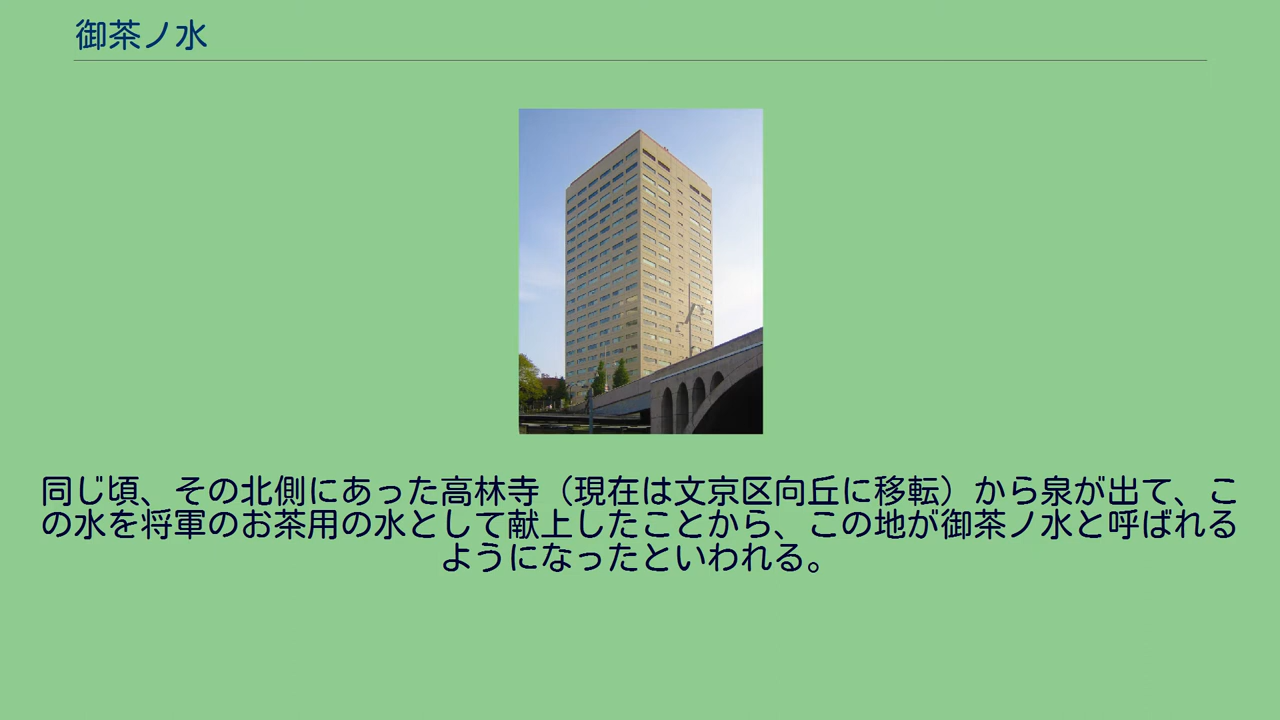 御茶ノ水
同じ頃、その北側にあった高林寺（現在は文京区向丘に移転）から泉が出て、こ
の水を将軍のお茶用の水として献上したことから、この地が御茶ノ水と呼ばれる
ようになったといわれる。